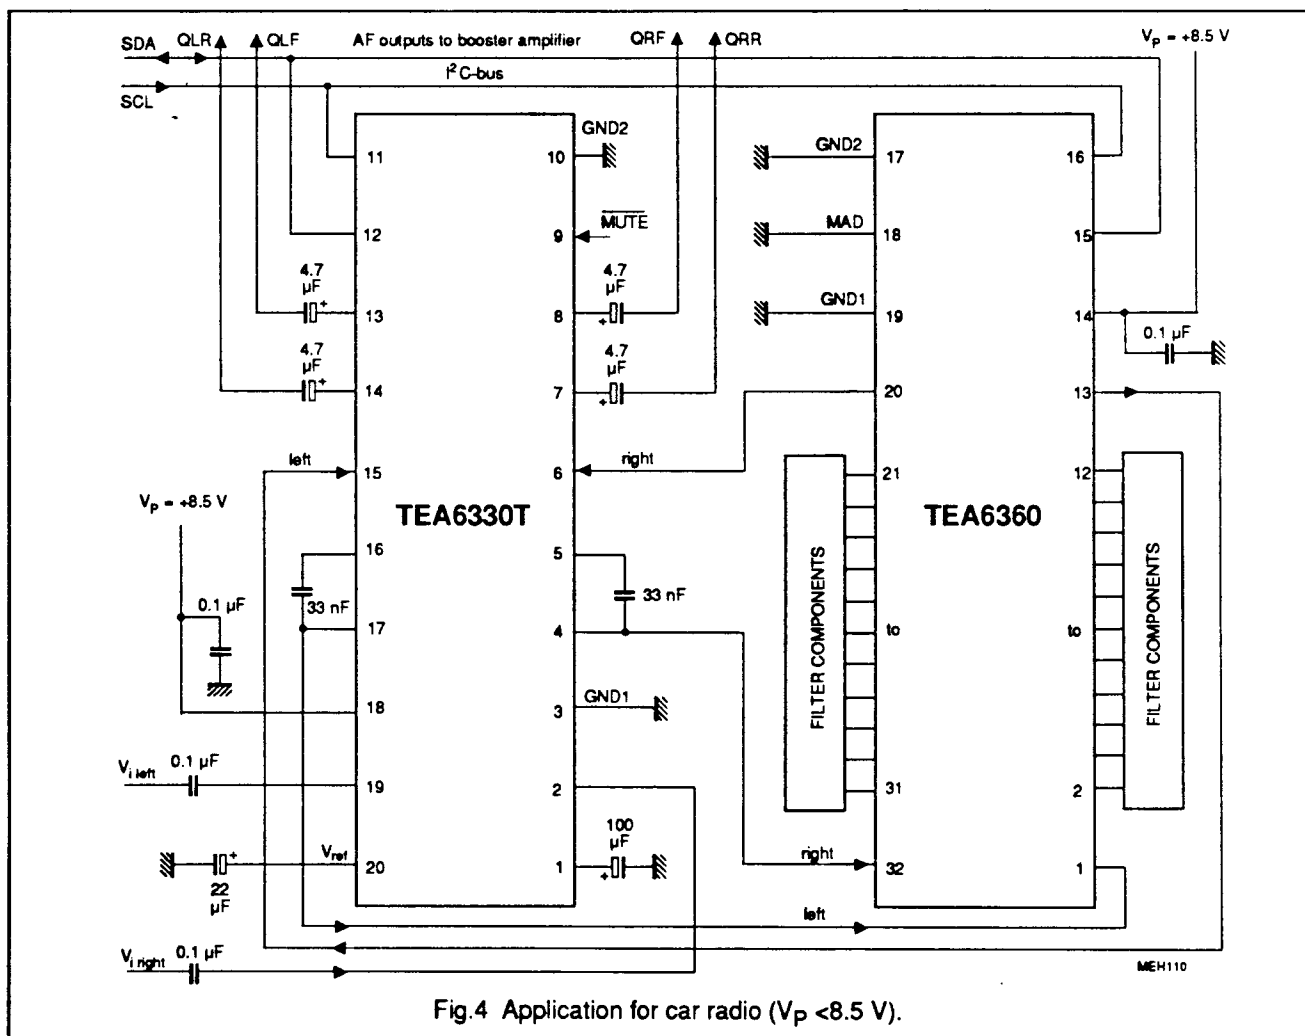 SDA QLR QLF AF outputs to booster amplifier QRF QRR Vp = +8.5 V
I²C-bus
SCL
GND2
11 10 GND2 17 16
MUTE
12 9 MAD 18 15
4.7 µF 4.7 µF
13 8 GND1 19 14
0.1 µF
4.7 µF 4.7 µF
14 7 20 13
left 15 6 right 21 12
Vp = +8.5 V
TEA6330T TEA6360
16 5
0.1 µF 33 nF 33 nF
FILTER COMPONENTS FILTER COMPONENTS
17 4 to to
18 3 GND1
Vi left 0.1 µF 19 2 31 2
100 µF
Vref 20 1 right 32 1
22 µF
left
Vi right 0.1 µF
MEH110
Fig.4 Application for car radio (Vp <8.5 V).